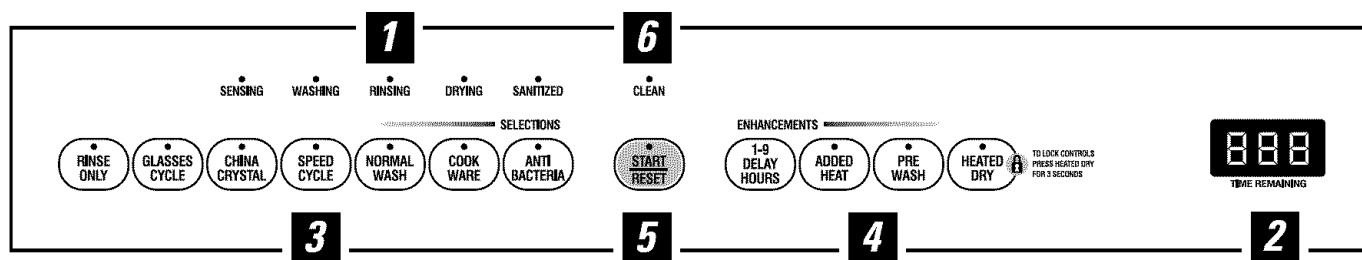 1
6
SENSING WASHING RINSING DRYING SANITIZED CLEAN
SELECTIONS
ENHANCEMENTS
RINSE ONLY
GLASSES CYCLE
CHINA CRYSTAL
SPEED CYCLE
NORMAL WASH
COOK WARE
ANTI BACTERIA
START
RESET
1-9 DELAY HOURS
ADDED HEAT
PRE WASH
HEATED DRY
TO LOCK CONTROLS
PRESS HEATED DRY
FOR 3 SECONDS
888
TIME REMAINING
3
5
4
2